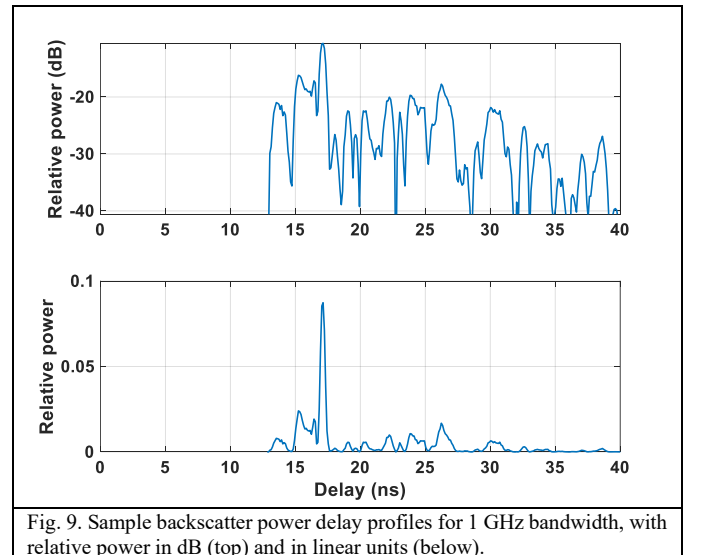 Relative power (dB)
-20
-30
-40
0 5 10 15 20 25 30 35 40
Relative power
0.1
0.05
0
0 5 10 15 20 25 30 35 40
Delay (ns)
Fig. 9. Sample backscatter power delay profiles for 1 GHz bandwidth, with
relative power in dB (top) and in linear units (below).